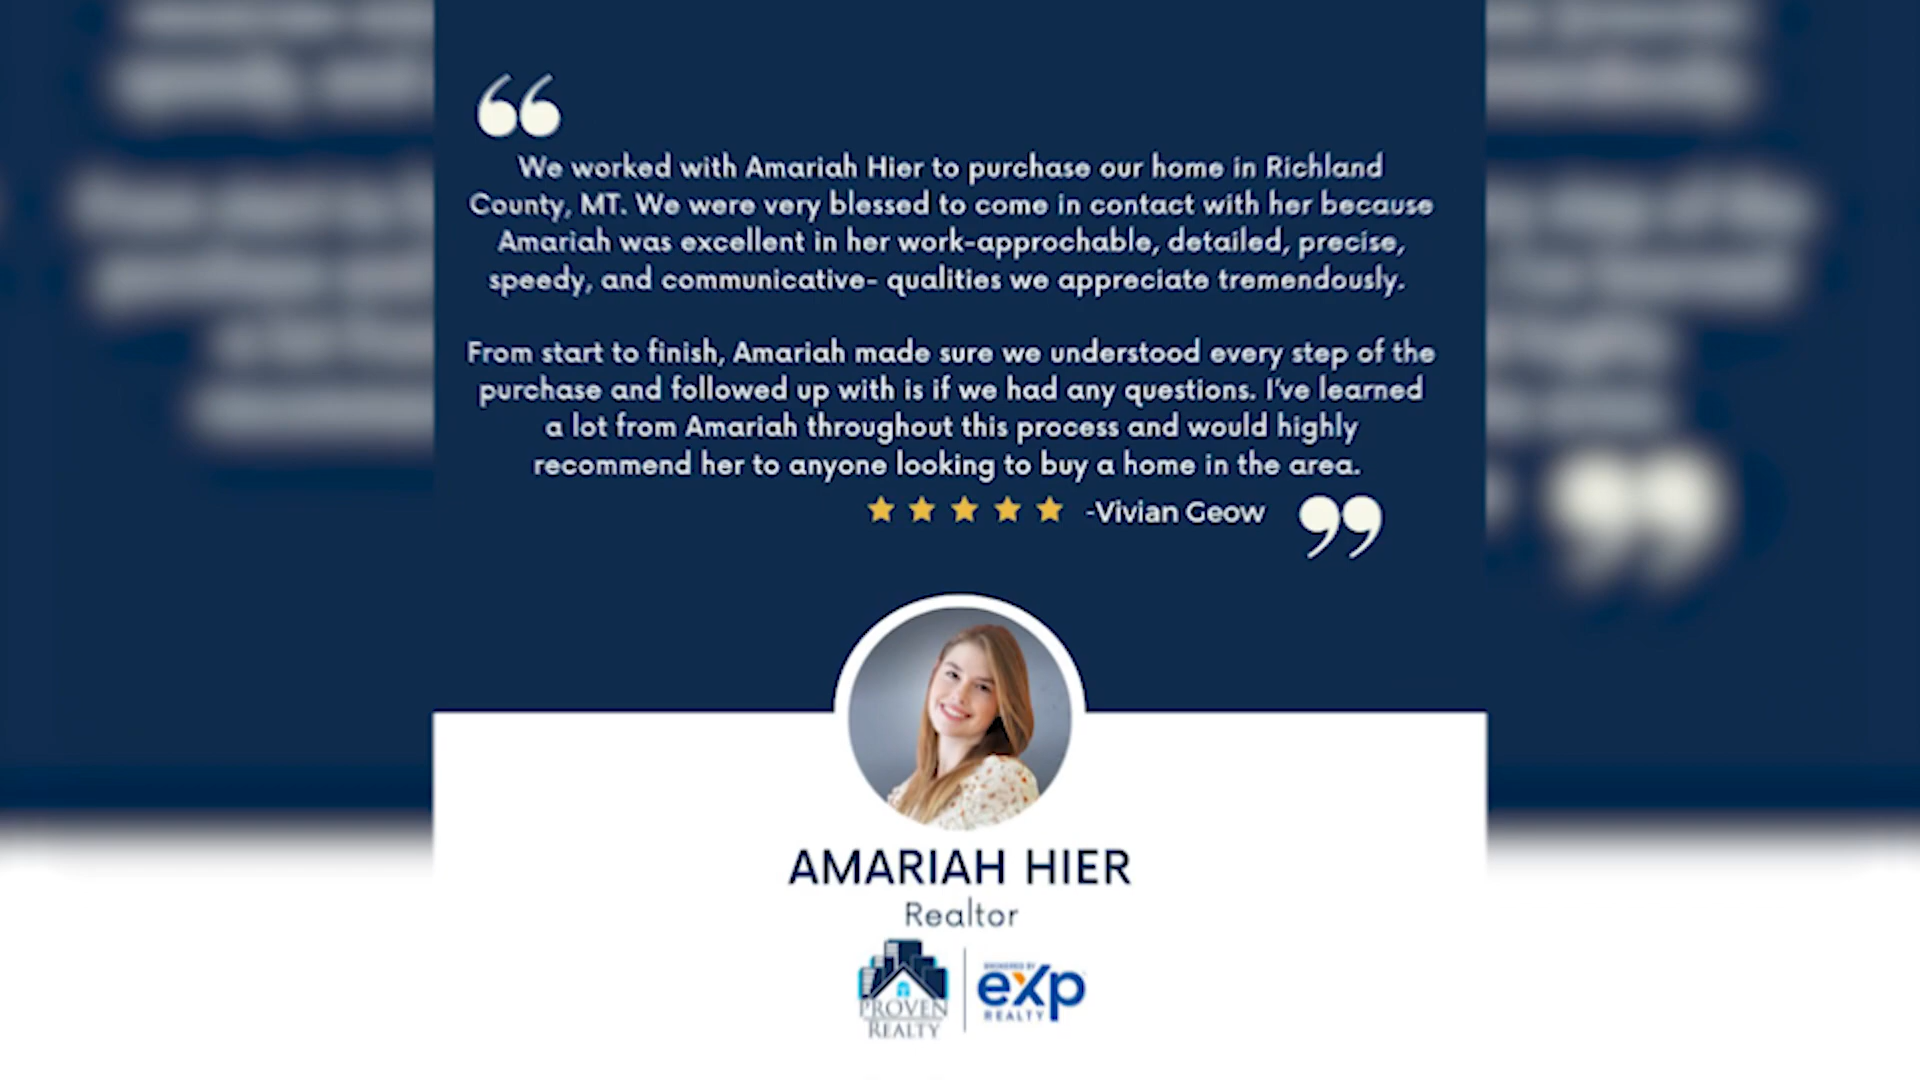 We worked with Amariah Hier to purchase our home in Richland
County, MT. We were very blessed to come in contact with her because
Amariah was excellent in her work-approchable, detailed, precise,
speedy, and communicative- qualities we appreciate tremendously.
From start to finish, Amariah made sure we understood every step of the
purchase and followed up with is if we had any questions. I've learned
a lot from Amariah throughout this process and would highly
recommend her to anyone looking to buy a home in the area.
-Vivian Geow
AMARIAH HIER
Realtor
PROVEN
REALTY
eXp
REALTY